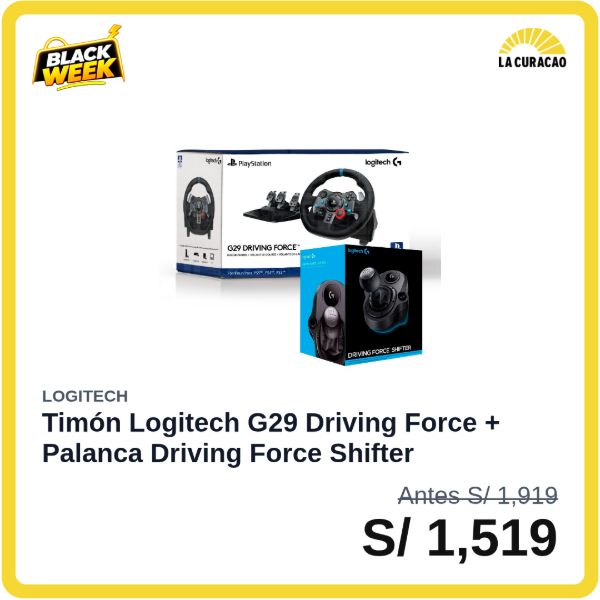 BLACK
WEEK
LA CURACAO
PlayStation
logitech G
G29 DRIVING FORCE™
DRIVING FORCE SHIFTER
LOGITECH
Timón Logitech G29 Driving Force +
Palanca Driving Force Shifter
Antes S/ 1,919
S/ 1,519